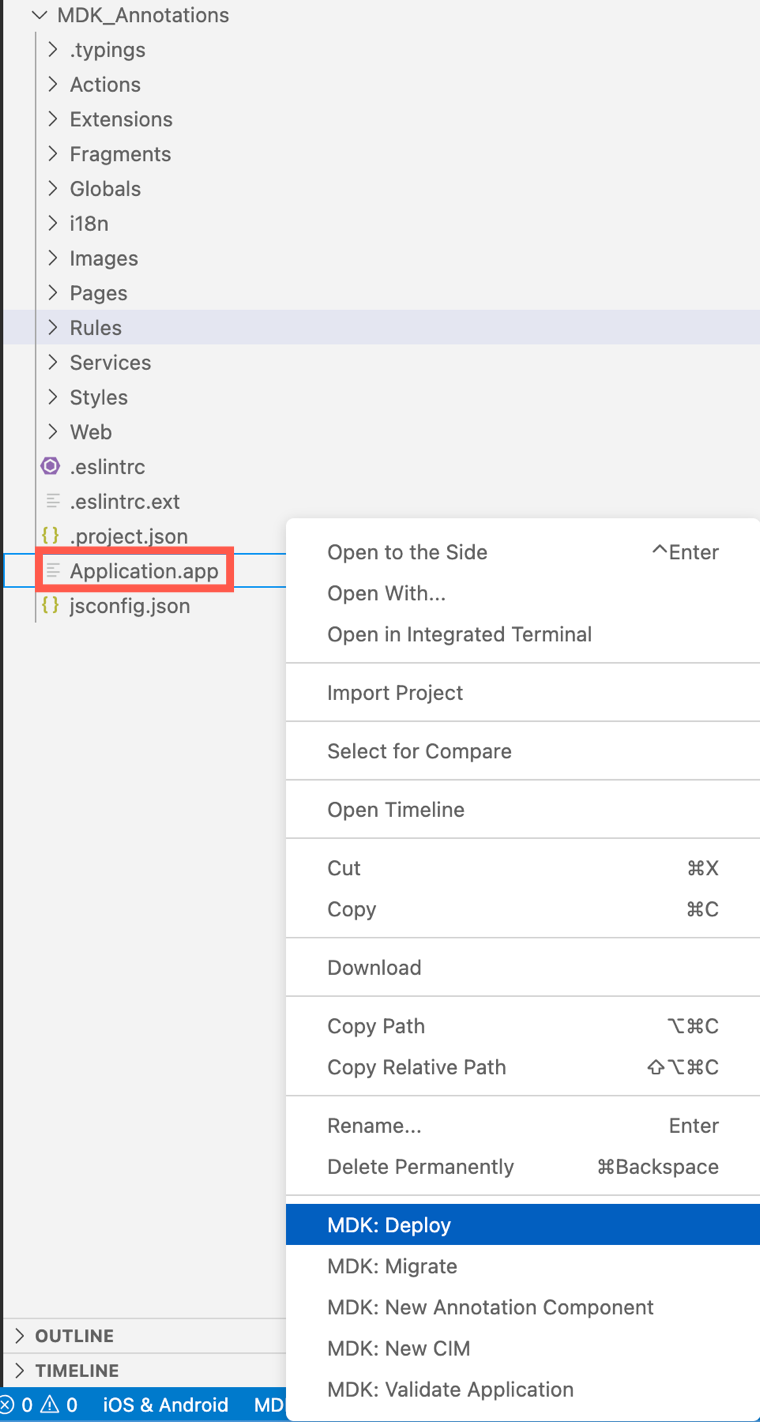 MDK_Annotations
.typings
Actions
Extensions
Fragments
Globals
i18n
Images
Pages
Rules
Services
Styles
Web
.eslintrc
.eslintrc.ext
{} .project.json
Application.app
{} jsconfig.json
Open to the Side ^Enter
Open With...
Open in Integrated Terminal
Import Project
Select for Compare
Open Timeline
Cut ⌘X
Copy ⌘C
Download
Copy Path ⌥⌘C
Copy Relative Path ⇧⌥⌘C
Rename... Enter
Delete Permanently ⌘Backspace
MDK: Deploy
MDK: Migrate
MDK: New Annotation Component
MDK: New CIM
MDK: Validate Application
OUTLINE
TIMELINE
0 0 iOS & Android MD